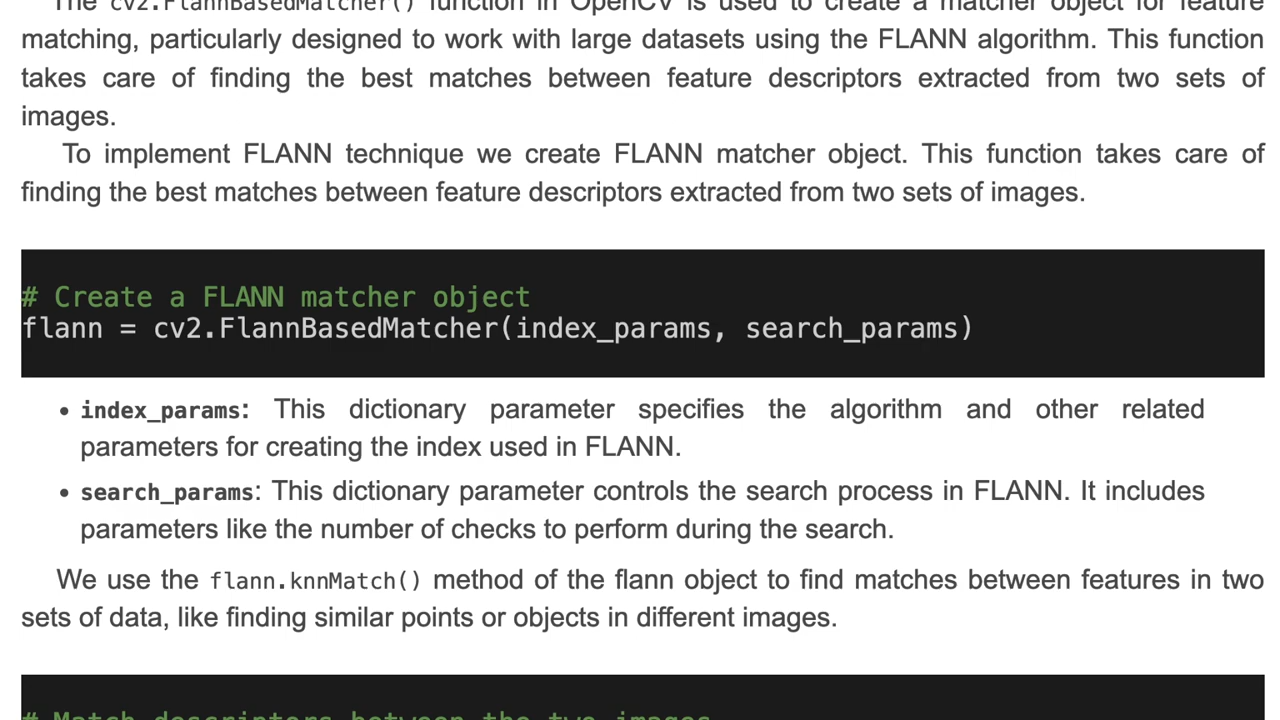 The cv2.FlannBasedMatcher() function in OpenCV is used to create a matcher object for feature
matching, particularly designed to work with large datasets using the FLANN algorithm. This function
takes care of finding the best matches between feature descriptors extracted from two sets of
images.
To implement FLANN technique we create FLANN matcher object. This function takes care of
finding the best matches between feature descriptors extracted from two sets of images.
# Create a FLANN matcher object
flann = cv2.FlannBasedMatcher(index_params, search_params)
• index_params: This dictionary parameter specifies the algorithm and other related
parameters for creating the index used in FLANN.
• search_params: This dictionary parameter controls the search process in FLANN. It includes
parameters like the number of checks to perform during the search.
We use the flann.knnMatch() method of the flann object to find matches between features in two
sets of data, like finding similar points or objects in different images.
# Match descriptors between the two images